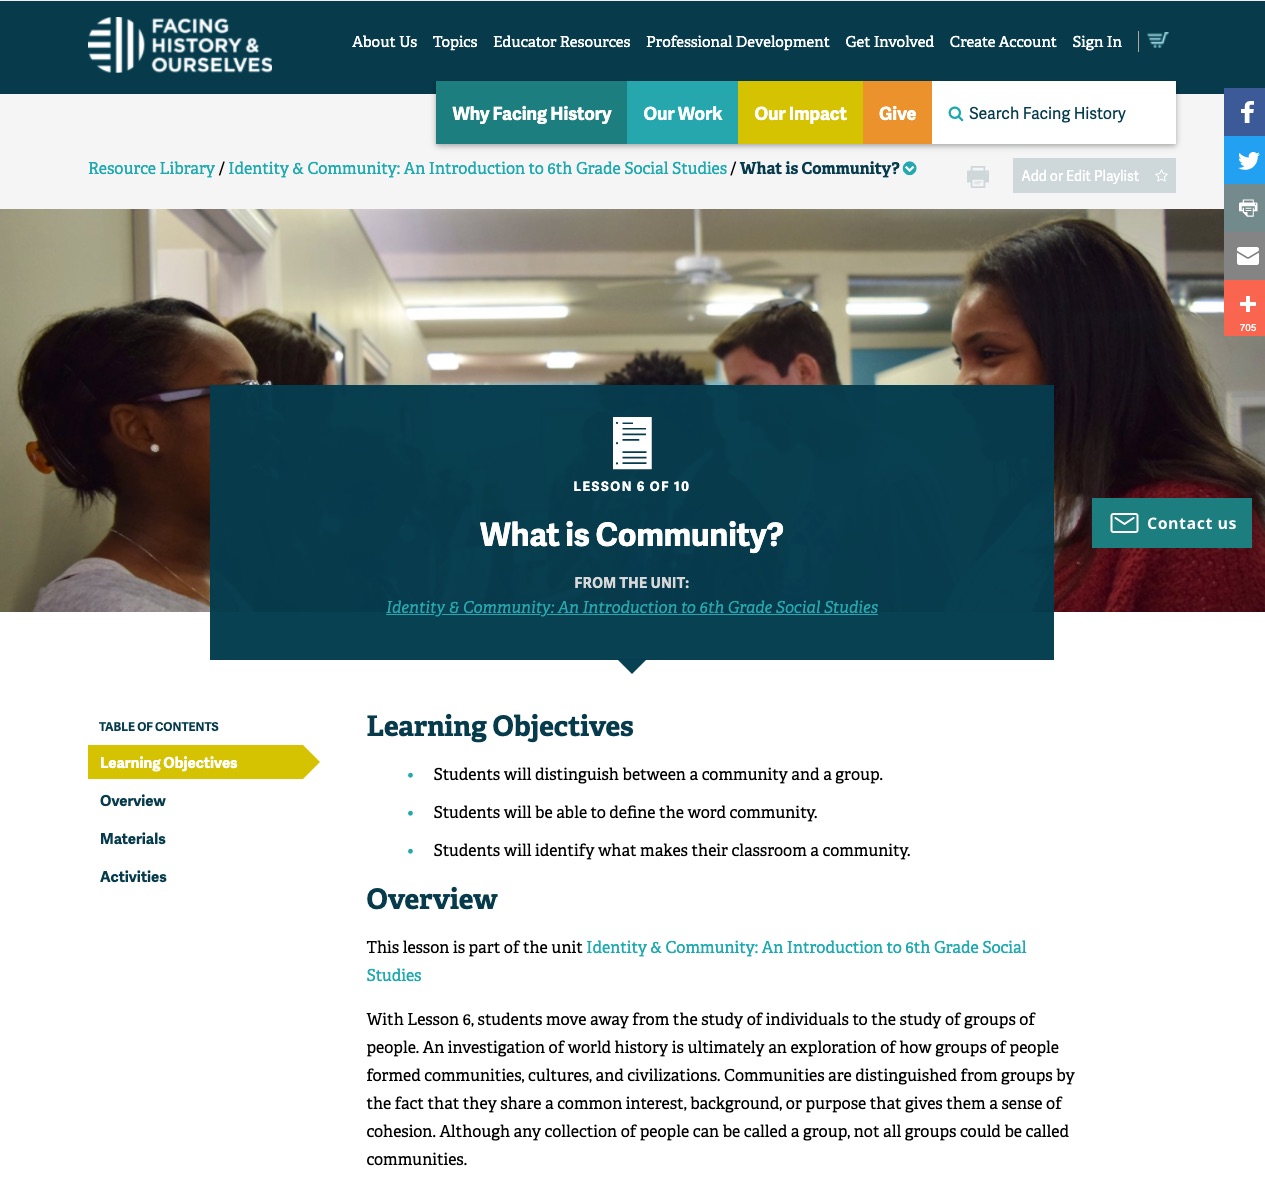 FACING
HISTORY &
OURSELVES
About Us Topics Educator Resources Professional Development Get Involved Create Account Sign In
Why Facing History Our Work Our Impact Give Search Facing History
Resource Library / Identity & Community: An Introduction to 6th Grade Social Studies / What is Community?
Add or Edit Playlist
705
LESSON 6 OF 10
What is Community?
FROM THE UNIT:
Identity & Community: An Introduction to 6th Grade Social Studies
Contact us
TABLE OF CONTENTS
Learning Objectives
Overview
Materials
Activities
Learning Objectives
• Students will distinguish between a community and a group.
• Students will be able to define the word community.
• Students will identify what makes their classroom a community.
Overview
This lesson is part of the unit Identity & Community: An Introduction to 6th Grade Social
Studies
With Lesson 6, students move away from the study of individuals to the study of groups of
people. An investigation of world history is ultimately an exploration of how groups of people
formed communities, cultures, and civilizations. Communities are distinguished from groups by
the fact that they share a common interest, background, or purpose that gives them a sense of
cohesion. Although any collection of people can be called a group, not all groups could be called
communities.